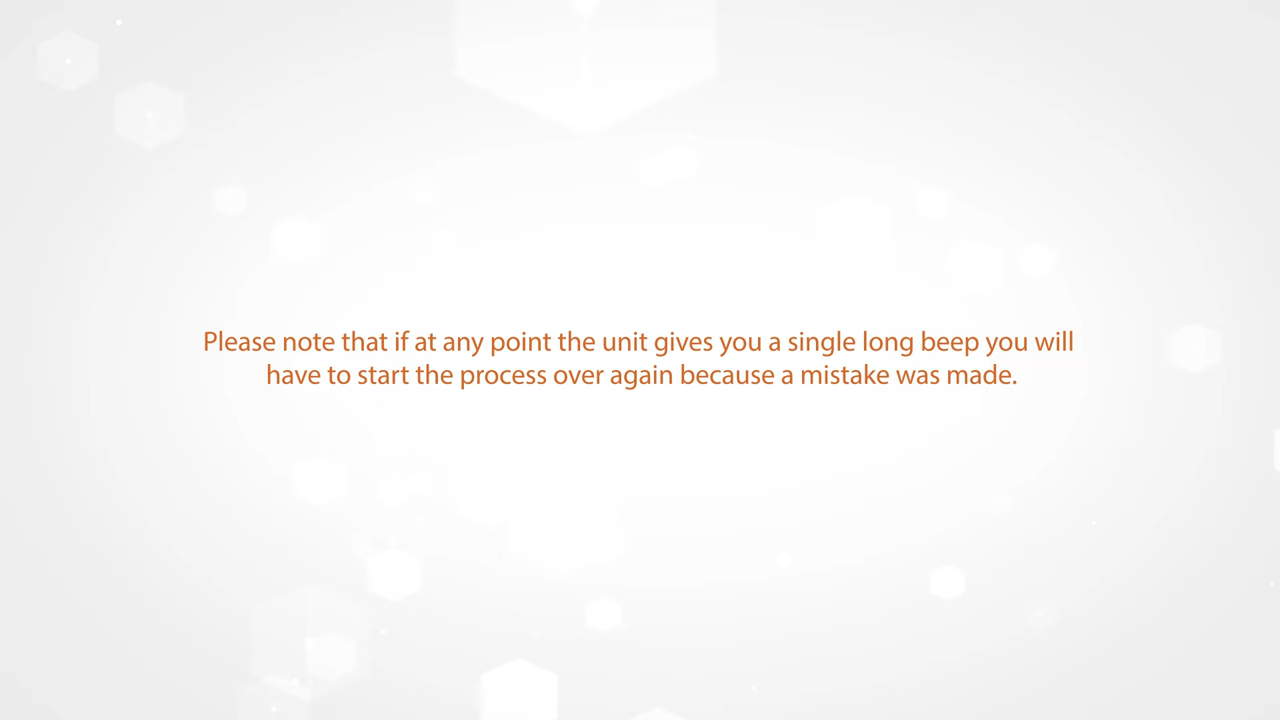 Please note that if at any point the unit gives you a single long beep you will
have to start the process over again because a mistake was made.